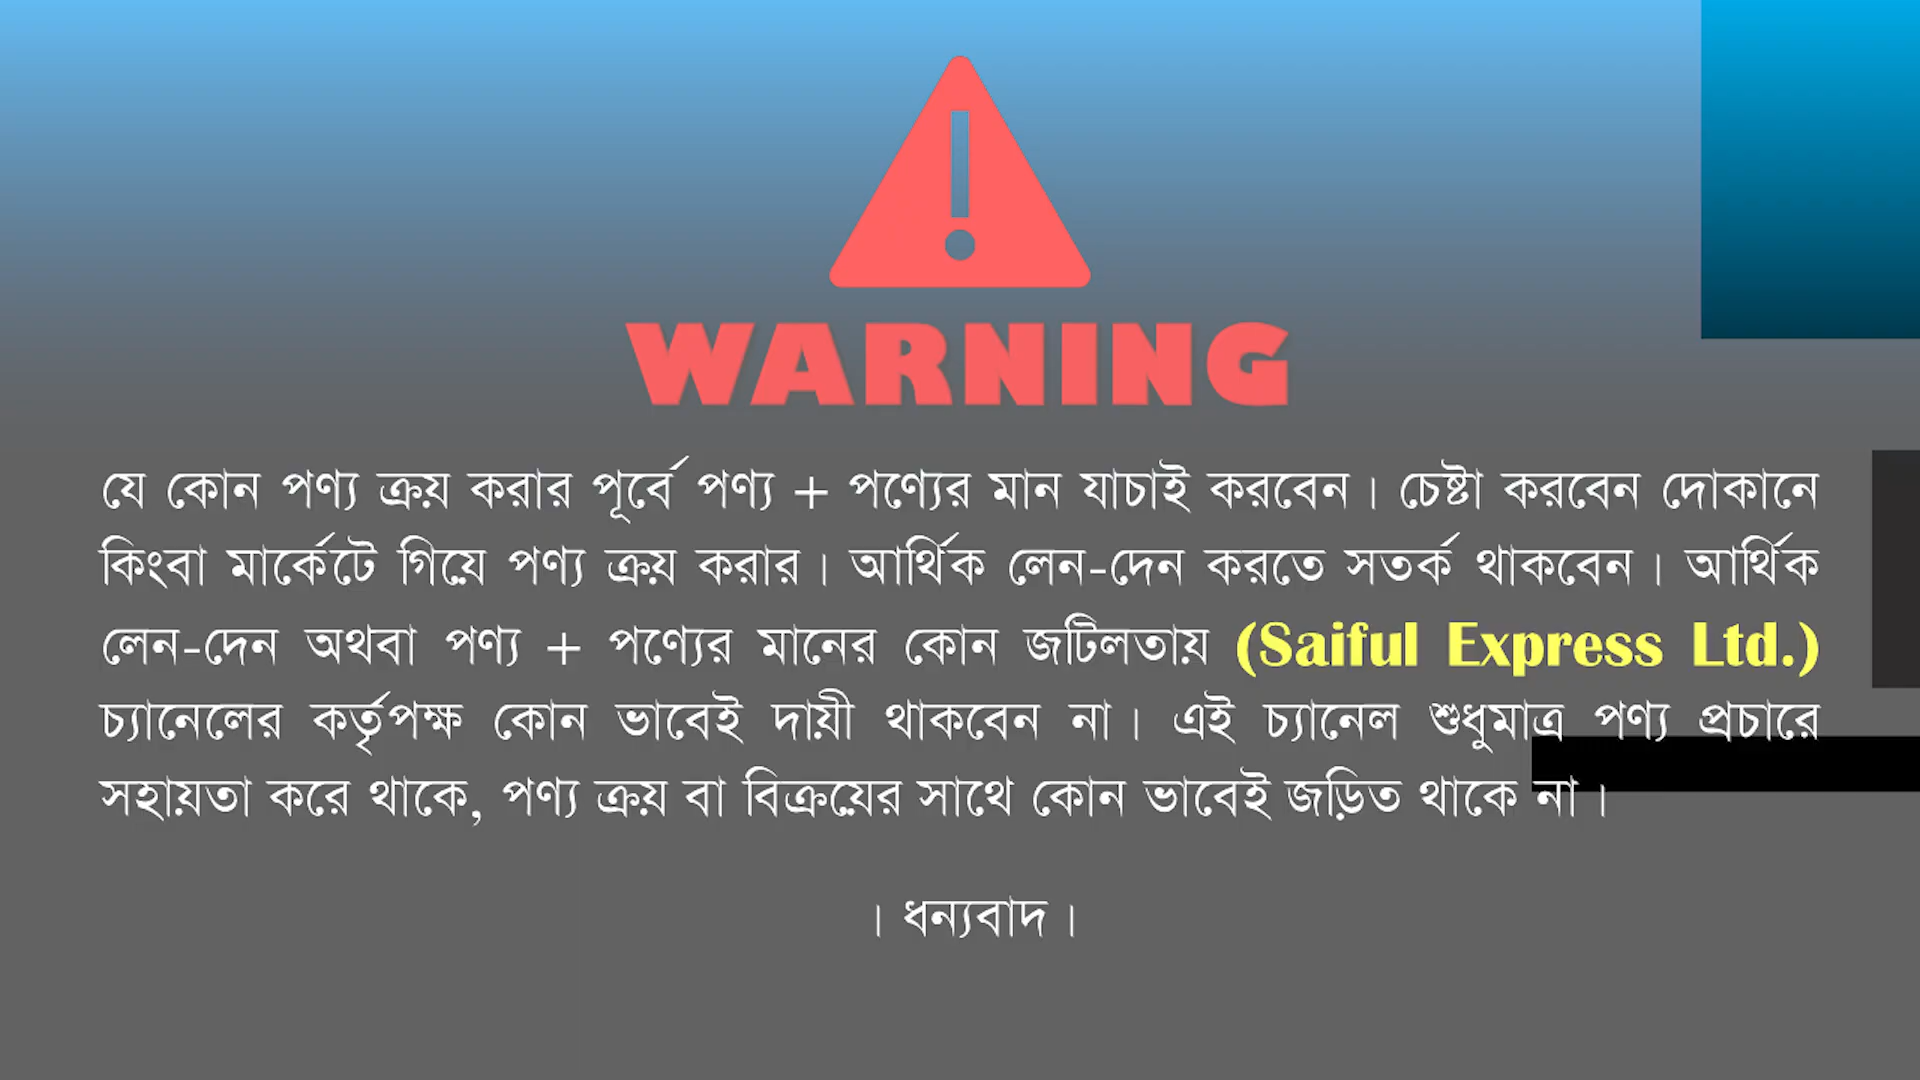 WARNING
যে কোন পণ্য ক্রয় করার পূর্বে পণ্য + পণ্যের মান যাচাই করবেন। চেষ্টা করবেন দোকানে
কিংবা মার্কেটে গিয়ে পণ্য ক্রয় করার। আর্থিক লেন-দেন করতে সতর্ক থাকবেন। আর্থিক
লেন-দেন অথবা পণ্য + পণ্যের মানের কোন জটিলতায় (Saiful Express Ltd.)
চ্যানেলের কর্তৃপক্ষ কোন ভাবেই দায়ী থাকবেন না। এই চ্যানেল শুধুমাত্র পণ্য প্রচারে
সহায়তা করে থাকে, পণ্য ক্রয় বা বিক্রয়ের সাথে কোন ভাবেই জড়িত থাকে না।
। ধন্যবাদ।